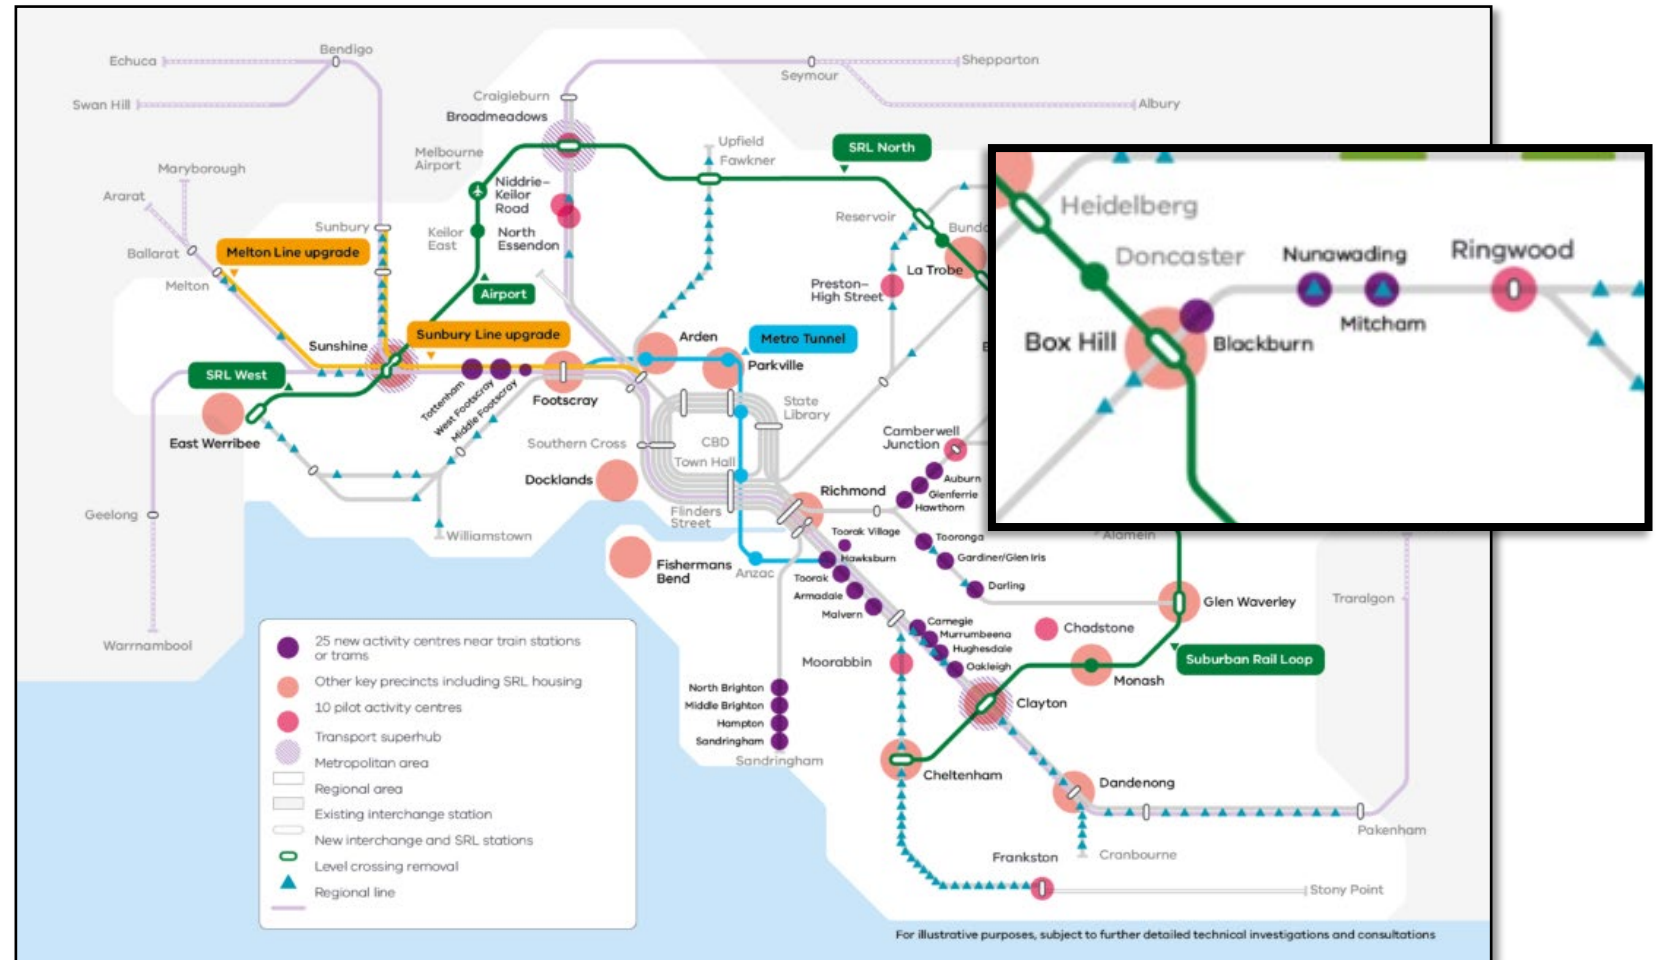 Echuca
Bendigo
Swan Hill
Seymour
Shepparton
Albury
Craigieburn
Broadmeadows
Melbourne
Airport
Upfield
Fawkner
SRL North
Maryborough
Ararat
Niddrie–
Keilor
Road
Reservoir
Sunbury
Keilor
East
North
Essendon
Ballarat
Melton Line upgrade
La Trobe
Melton
Airport
Preston–
High Street
Sunshine
Sunbury Line upgrade
Arden
Metro Tunnel
SRL West
Parkville
Tottenham
West Footscray
Middle Footscray
Footscray
State
Library
East Werribee
Southern Cross
CBD
Camberwell
Junction
Town Hall
Docklands
Auburn
Glenferrie
Hawthorn
Richmond
Geelong
Flinders
Street
Williamstown
Toorak Village
Tooronga
Alamein
Hawksburn
Gardiner/Glen Iris
Fishermans
Bend
Anzac
Toorak
Darling
Armadale
Malvern
Glen Waverley
Traralgon
Warrnambool
Carnegie
Murrumbeena
Hughesdale
Oakleigh
Chadstone
Moorabbin
Suburban Rail Loop
Monash
North Brighton
Middle Brighton
Hampton
Sandringham
Sandringham
Clayton
Cheltenham
Dandenong
Pakenham
Cranbourne
Frankston
Stony Point
25 new activity centres near train stations
or trams
Other key precincts including SRL housing
10 pilot activity centres
Transport superhub
Metropolitan area
Regional area
Existing interchange station
New interchange and SRL stations
Level crossing removal
Regional line
For illustrative purposes, subject to further detailed technical investigations and consultations
Heidelberg
Doncaster
Nunawading
Ringwood
Mitcham
Box Hill
Blackburn